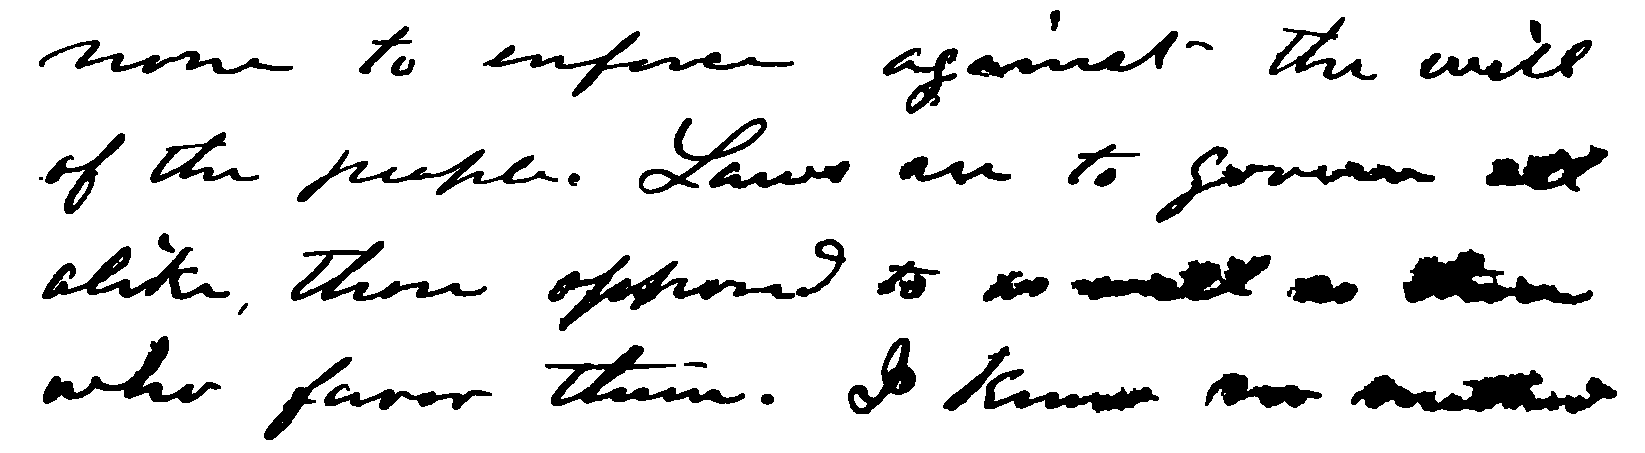 none to enforce against the will
of the people. Laws are to govern all
alike, those opposed to as well as those
who favor them. I know no method